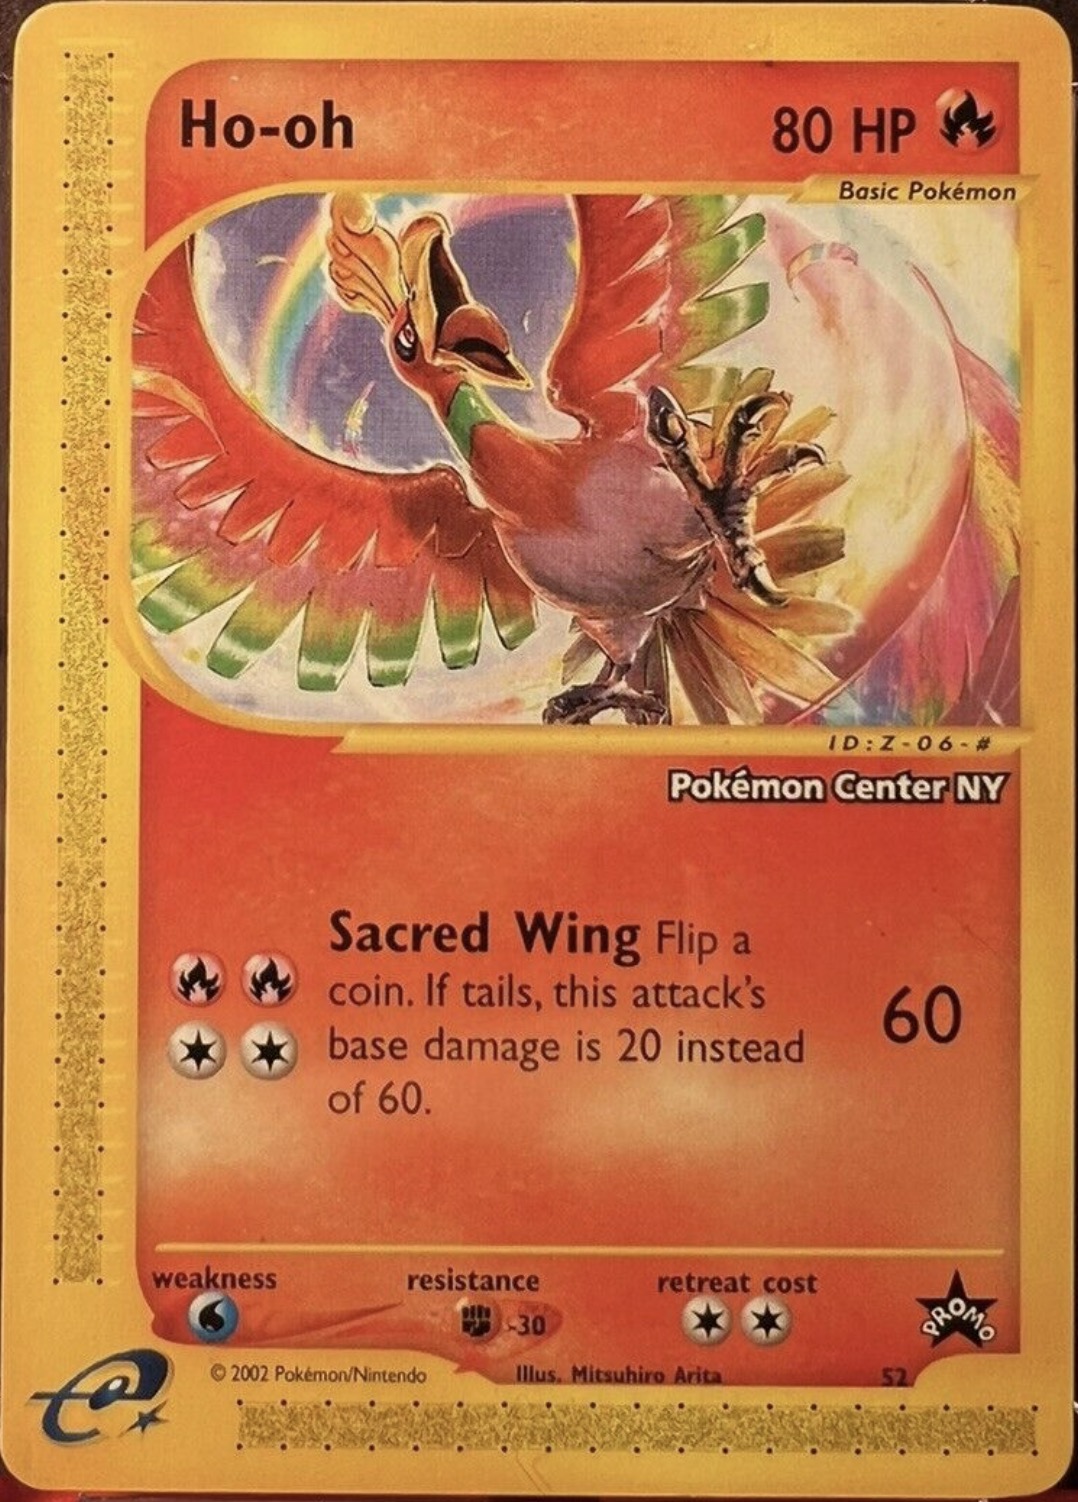 Ho-oh
80 HP
Basic Pokémon
ID:Z-06-#
Pokémon Center NY
Sacred Wing Flip a
coin. If tails, this attack's
base damage is 20 instead
of 60.
60
weakness resistance retreat cost
-30
PROMO
© 2002 Pokémon/Nintendo Illus. Mitsuhiro Arita 52
e